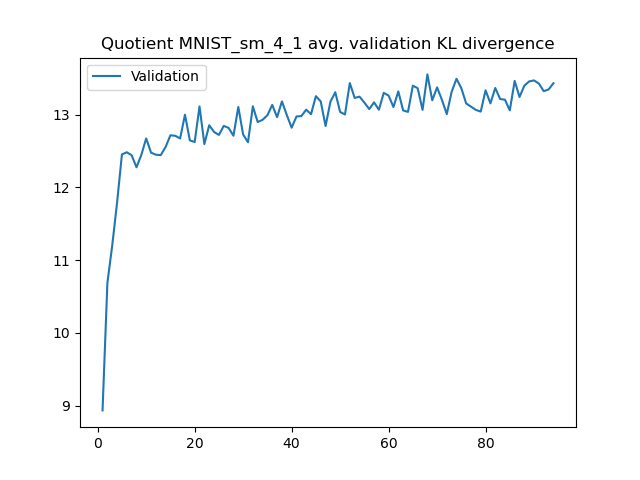 Quotient MNIST_sm_4_1 avg. validation KL divergence
Validation
13
12
11
10
9
0 20 40 60 80